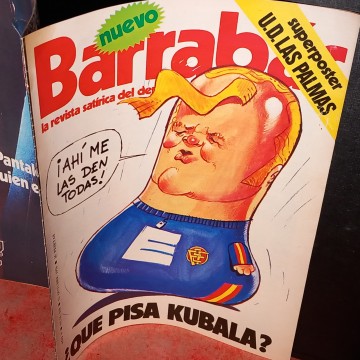 nuevo
Barrabás
la revista satírica del de
superposter
U.D. LAS PALMAS
¡AHÍ ME
LAS DEN
TODAS!
E
¿QUE PISA KUBALA?
Pantal
uien e